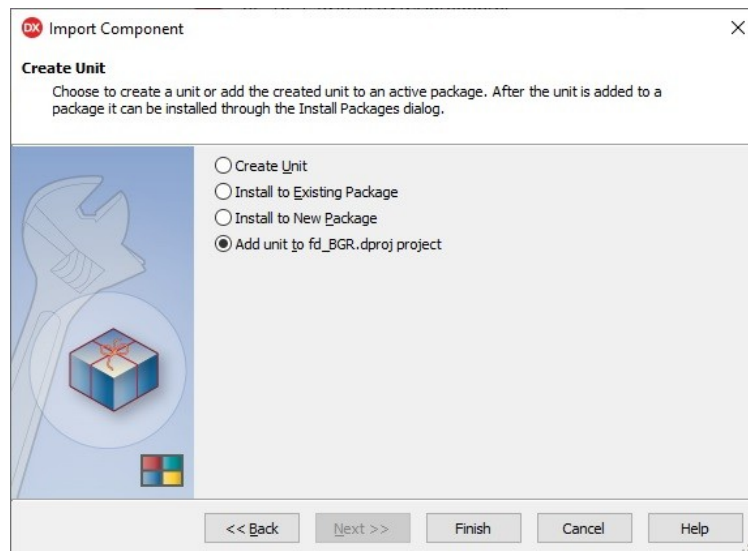 DX Import Component
Create Unit
Choose to create a unit or add the created unit to an active package. After the unit is added to a
package it can be installed through the Install Packages dialog.
Create Unit
Install to Existing Package
Install to New Package
Add unit to fd_BGR.dproj project
<< Back Next >> Finish Cancel Help